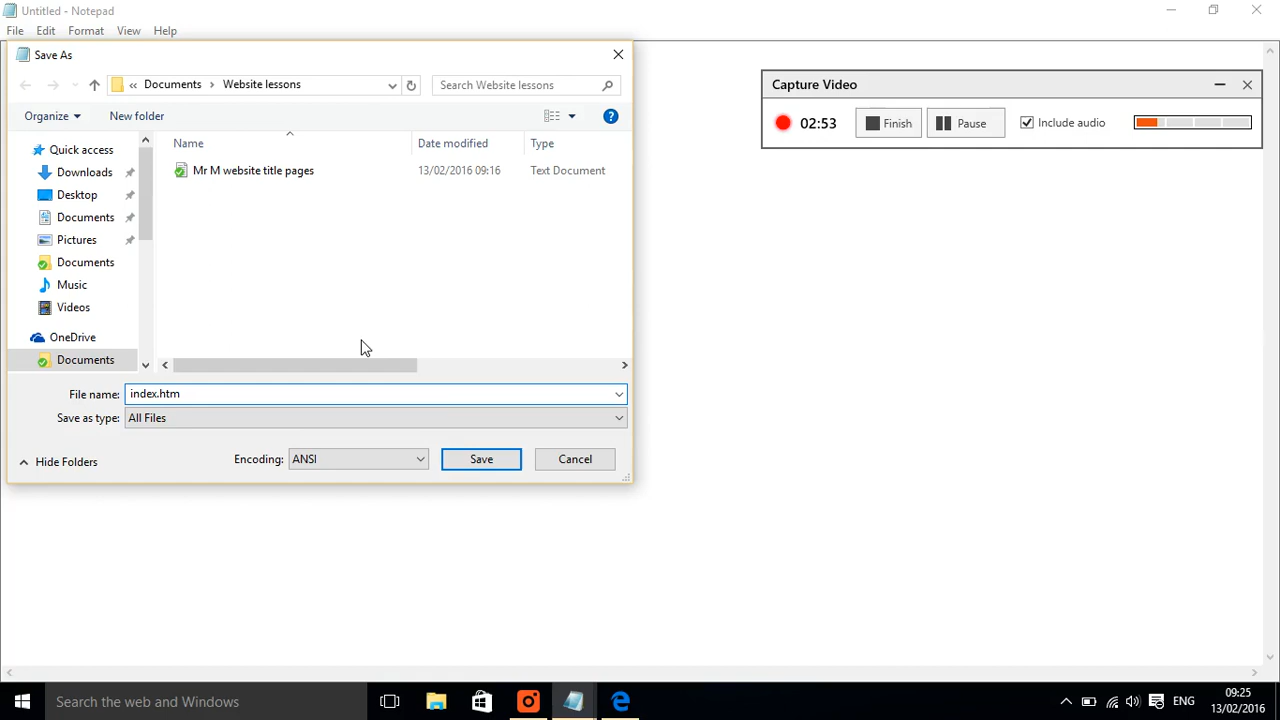 Untitled - Notepad
File Edit Format View Help
Save As
« Documents > Website lessons
Search Website lessons
Organize New folder
?
Name Date modified Type
Mr M website title pages 13/02/2016 09:16 Text Document
Quick access
Downloads
Desktop
Documents
Pictures
Documents
Music
Videos
OneDrive
Documents
File name: index.htm
Save as type: All Files
Hide Folders
Encoding: ANSI
Save Cancel
Capture Video
02:53 Finish Pause Include audio
Search the web and Windows
ENG
09:25
13/02/2016